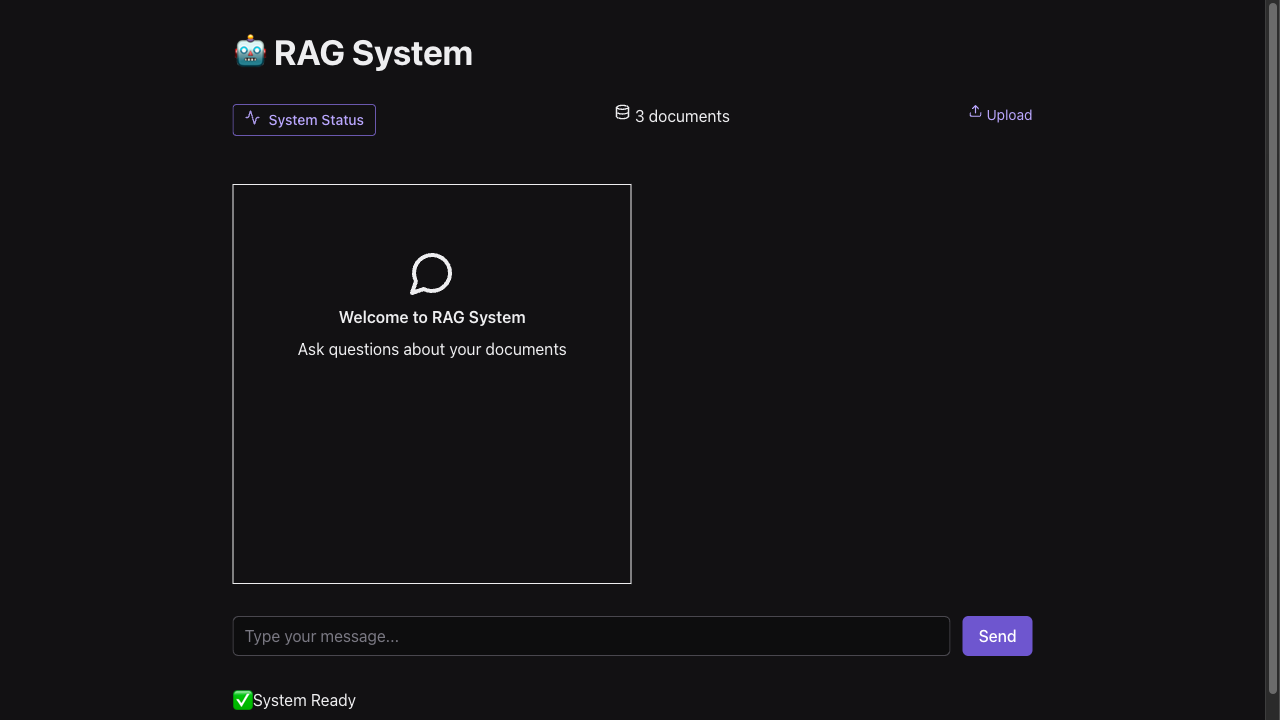 🤖 RAG System
System Status
3 documents
Upload
Welcome to RAG System
Ask questions about your documents
Type your message...
Send
✅System Ready